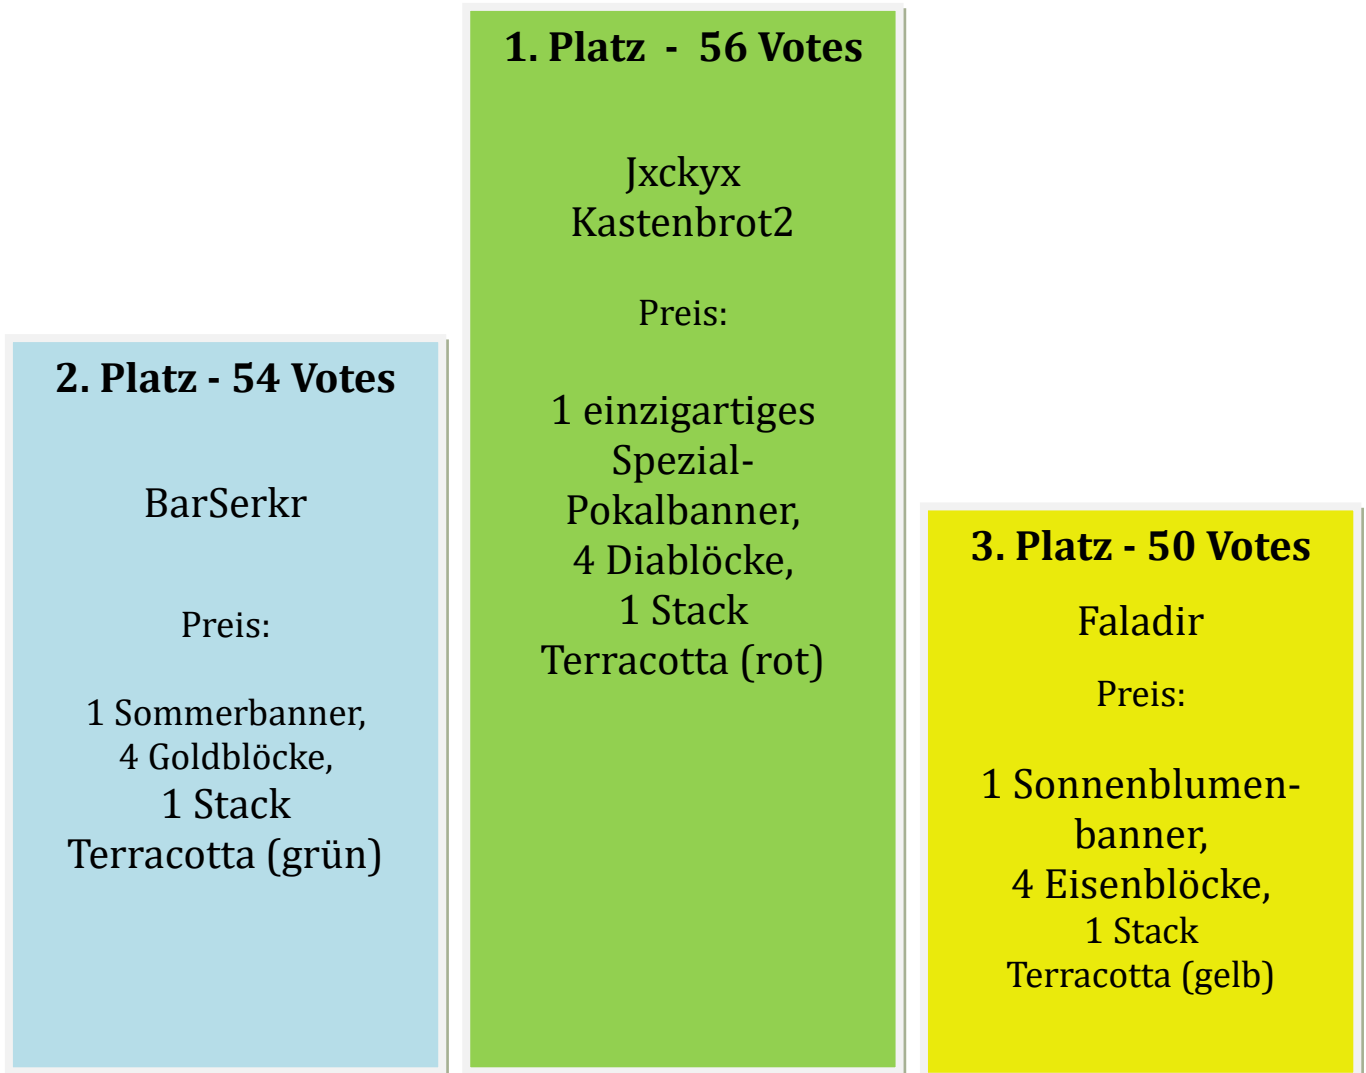 1. Platz - 56 Votes
Jxckyx
Kastenbrot2
Preis:
1 einzigartiges
Spezial-
Pokalbanner,
4 Diablöcke,
1 Stack
Terracotta (rot)
2. Platz - 54 Votes
BarSerkr
Preis:
1 Sommerbanner,
4 Goldblöcke,
1 Stack
Terracotta (grün)
3. Platz - 50 Votes
Faladir
Preis:
1 Sonnenblumen-
banner,
4 Eisenblöcke,
1 Stack
Terracotta (gelb)